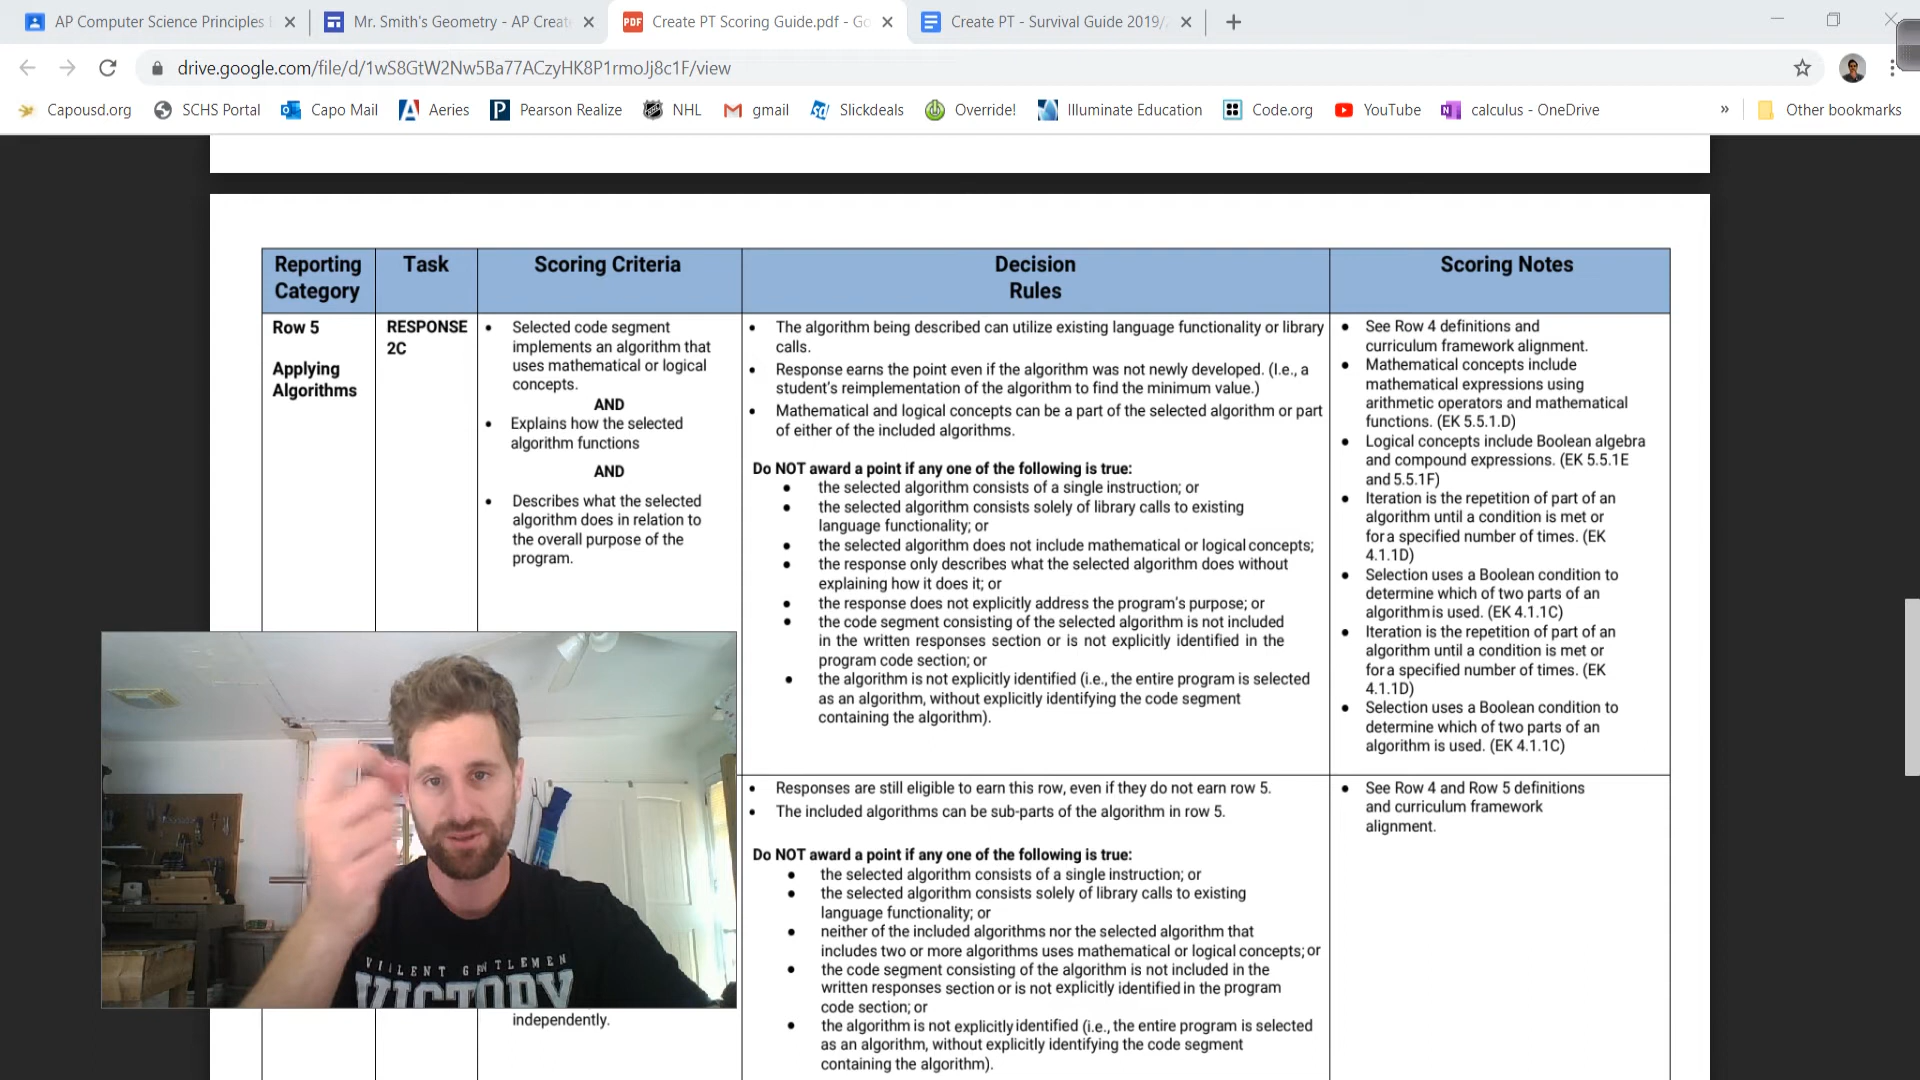 AP Computer Science Principles
Mr. Smith's Geometry - AP Creat
Create PT Scoring Guide.pdf - Go
Create PT - Survival Guide 2019/
drive.google.com/file/d/1wS8GtW2Nw5Ba77ACzyHK8P1rmoJj8c1F/view
Capousd.org
SCHS Portal
Capo Mail
Aeries
Pearson Realize
NHL
gmail
Slickdeals
Override!
Illuminate Education
Code.org
YouTube
calculus - OneDrive
»
Other bookmarks
Reporting
Category
Task
Scoring Criteria
Decision
Rules
Scoring Notes
Row 5
Applying
Algorithms
RESPONSE
2C
• Selected code segment
implements an algorithm that
uses mathematical or logical
concepts.
AND
• Explains how the selected
algorithm functions
AND
• Describes what the selected
algorithm does in relation to
the overall purpose of the
program.
• The algorithm being described can utilize existing language functionality or library
calls.
• Response earns the point even if the algorithm was not newly developed. (I.e., a
student's reimplementation of the algorithm to find the minimum value.)
• Mathematical and logical concepts can be a part of the selected algorithm or part
of either of the included algorithms.
Do NOT award a point if any one of the following is true:
• the selected algorithm consists of a single instruction; or
• the selected algorithm consists solely of library calls to existing
language functionality; or
• the selected algorithm does not include mathematical or logical concepts;
• the response only describes what the selected algorithm does without
explaining how it does it; or
• the response does not explicitly address the program's purpose; or
• the code segment consisting of the selected algorithm is not included
in the written responses section or is not explicitly identified in the
program code section; or
• the algorithm is not explicitly identified (i.e., the entire program is selected
as an algorithm, without explicitly identifying the code segment
containing the algorithm).
• See Row 4 definitions and
curriculum framework alignment.
• Mathematical concepts include
mathematical expressions using
arithmetic operators and mathematical
functions. (EK 5.5.1.D)
• Logical concepts include Boolean algebra
and compound expressions. (EK 5.5.1E
and 5.5.1F)
• Iteration is the repetition of part of an
algorithm until a condition is met or
for a specified number of times. (EK
4.1.1D)
• Selection uses a Boolean condition to
determine which of two parts of an
algorithm is used. (EK 4.1.1C)
• Iteration is the repetition of part of an
algorithm until a condition is met or
for a specified number of times. (EK
4.1.1D)
• Selection uses a Boolean condition to
determine which of two parts of an
algorithm is used. (EK 4.1.1C)
independently.
• Responses are still eligible to earn this row, even if they do not earn row 5.
• The included algorithms can be sub-parts of the algorithm in row 5.
Do NOT award a point if any one of the following is true:
• the selected algorithm consists of a single instruction; or
• the selected algorithm consists solely of library calls to existing
language functionality; or
• neither of the included algorithms nor the selected algorithm that
includes two or more algorithms uses mathematical or logical concepts; or
• the code segment consisting of the algorithm is not included in the
written responses section or is not explicitly identified in the program
code section; or
• the algorithm is not explicitly identified (i.e., the entire program is selected
as an algorithm, without explicitly identifying the code segment
containing the algorithm).
• See Row 4 and Row 5 definitions
and curriculum framework
alignment.
VIOLENT GENTLEMEN
VICTORY